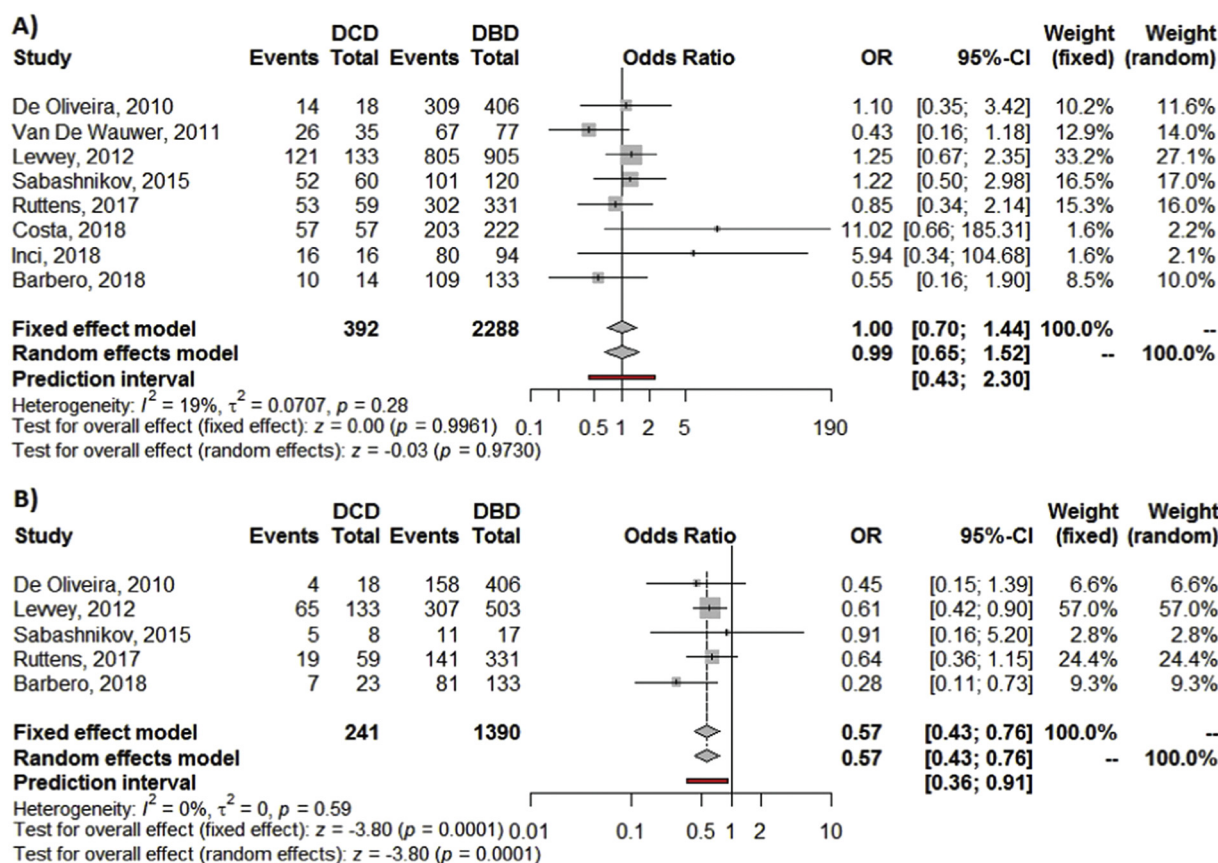 A)
DCD DBD Weight Weight
Study Events Total Events Total Odds Ratio OR 95%-CI (fixed) (random)
De Oliveira, 2010 14 18 309 406 1.10 [0.35; 3.42] 10.2% 11.6%
Van De Wauwer, 2011 26 35 67 77 0.43 [0.16; 1.18] 12.9% 14.0%
Levvey, 2012 121 133 805 905 1.25 [0.67; 2.35] 33.2% 27.1%
Sabashnikov, 2015 52 60 101 120 1.22 [0.50; 2.98] 16.5% 17.0%
Ruttens, 2017 53 59 302 331 0.85 [0.34; 2.14] 15.3% 16.0%
Costa, 2018 57 57 203 222 11.02 [0.66; 185.31] 1.6% 2.2%
Inci, 2018 16 16 80 94 5.94 [0.34; 104.68] 1.6% 2.1%
Barbero, 2018 10 14 109 133 0.55 [0.16; 1.90] 8.5% 10.0%
Fixed effect model 392 2288 1.00 [0.70; 1.44] 100.0% --
Random effects model 0.99 [0.65; 1.52] -- 100.0%
Prediction interval [0.43; 2.30]
Heterogeneity: I² = 19%, τ² = 0.0707, p = 0.28
Test for overall effect (fixed effect): z = 0.00 (p = 0.9961) 0.1 0.5 1 2 5 190
Test for overall effect (random effects): z = -0.03 (p = 0.9730)
B)
DCD DBD Weight Weight
Study Events Total Events Total Odds Ratio OR 95%-CI (fixed) (random)
De Oliveira, 2010 4 18 158 406 0.45 [0.15; 1.39] 6.6% 6.6%
Levvey, 2012 65 133 307 503 0.61 [0.42; 0.90] 57.0% 57.0%
Sabashnikov, 2015 5 8 11 17 0.91 [0.16; 5.20] 2.8% 2.8%
Ruttens, 2017 19 59 141 331 0.64 [0.36; 1.15] 24.4% 24.4%
Barbero, 2018 7 23 81 133 0.28 [0.11; 0.73] 9.3% 9.3%
Fixed effect model 241 1390 0.57 [0.43; 0.76] 100.0% --
Random effects model 0.57 [0.43; 0.76] -- 100.0%
Prediction interval [0.36; 0.91]
Heterogeneity: I² = 0%, τ² = 0, p = 0.59
Test for overall effect (fixed effect): z = -3.80 (p = 0.0001) 0.01 0.1 0.5 1 2 10
Test for overall effect (random effects): z = -3.80 (p = 0.0001)